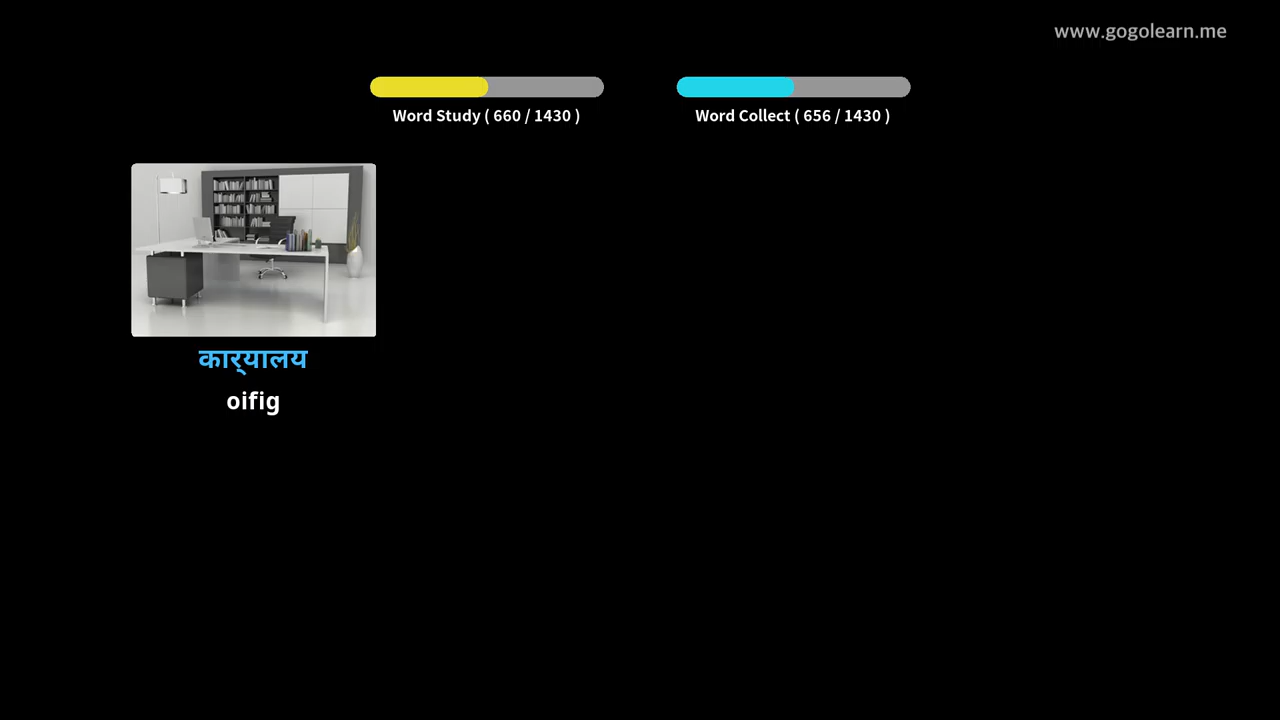 www.gogolearn.me
Word Study ( 660 / 1430 )
Word Collect ( 656 / 1430 )
कार्यालय
oifig